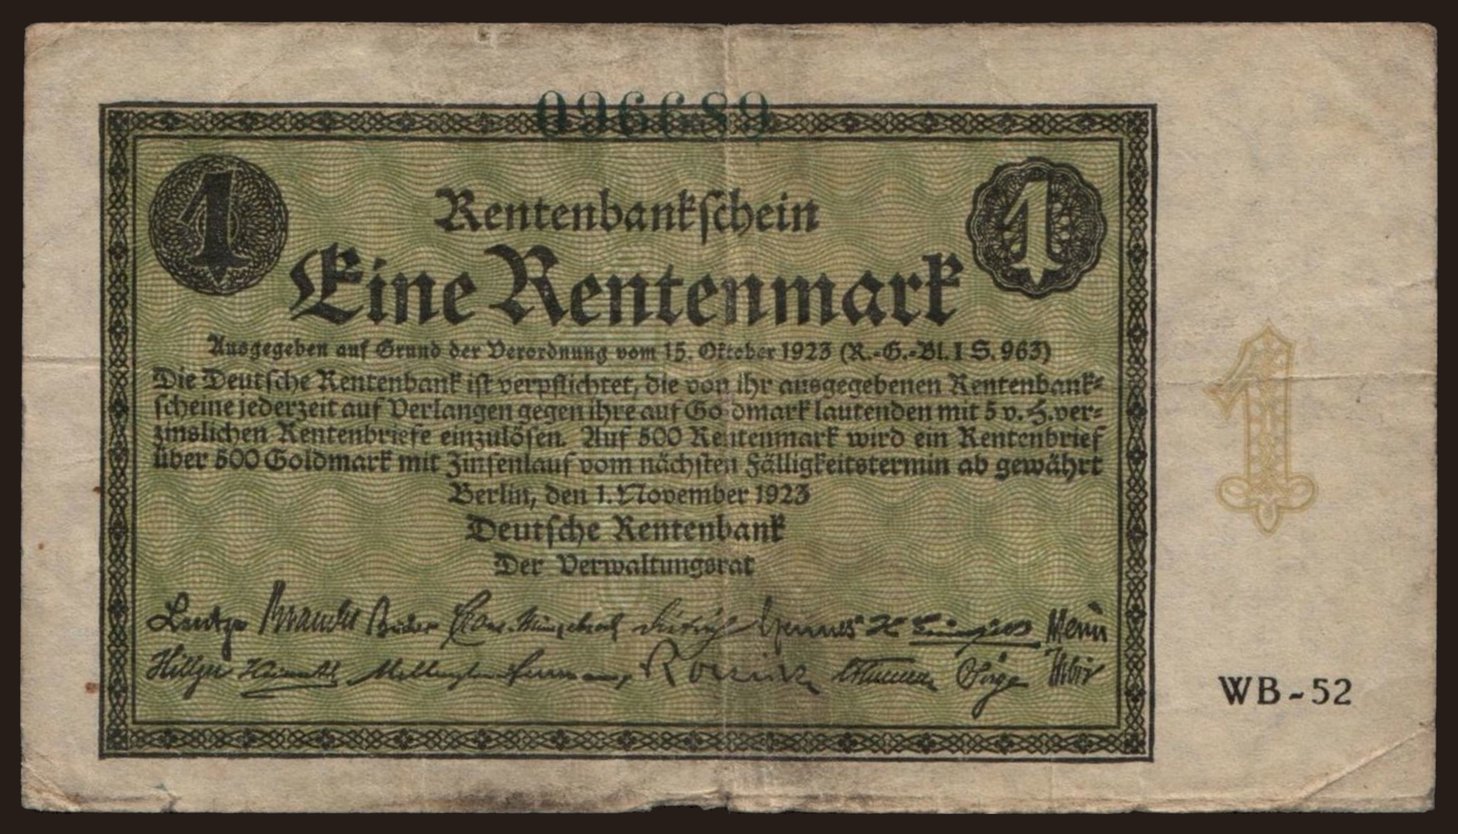 096689
1 1
Rentenbankschein
Eine Rentenmark
Ausgegeben auf Grund der Verordnung vom 15. Oktober 1923 (R.-G.-Bl. I S. 963)
Die Deutsche Rentenbank ist verpflichtet, die von ihr ausgegebenen Rentenbank-
scheine jederzeit auf Verlangen gegen ihre auf Goldmark lautenden mit 5 v. H. ver-
zinslichen Rentenbriefe einzulösen. Auf 500 Rentenmark wird ein Rentenbrief
über 500 Goldmark mit Zinsenlauf vom nächsten Fälligkeitstermin ab gewährt
Berlin, den 1. November 1923
Deutsche Rentenbank
Der Verwaltungsrat
1
WB-52